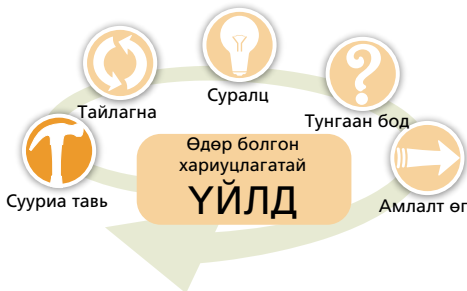 Сууриа тавь
Тайлагна
Суралц
Тунгаан бод
Амлалт өг
Өдөр болгон
хариуцлагатай
ҮЙЛД